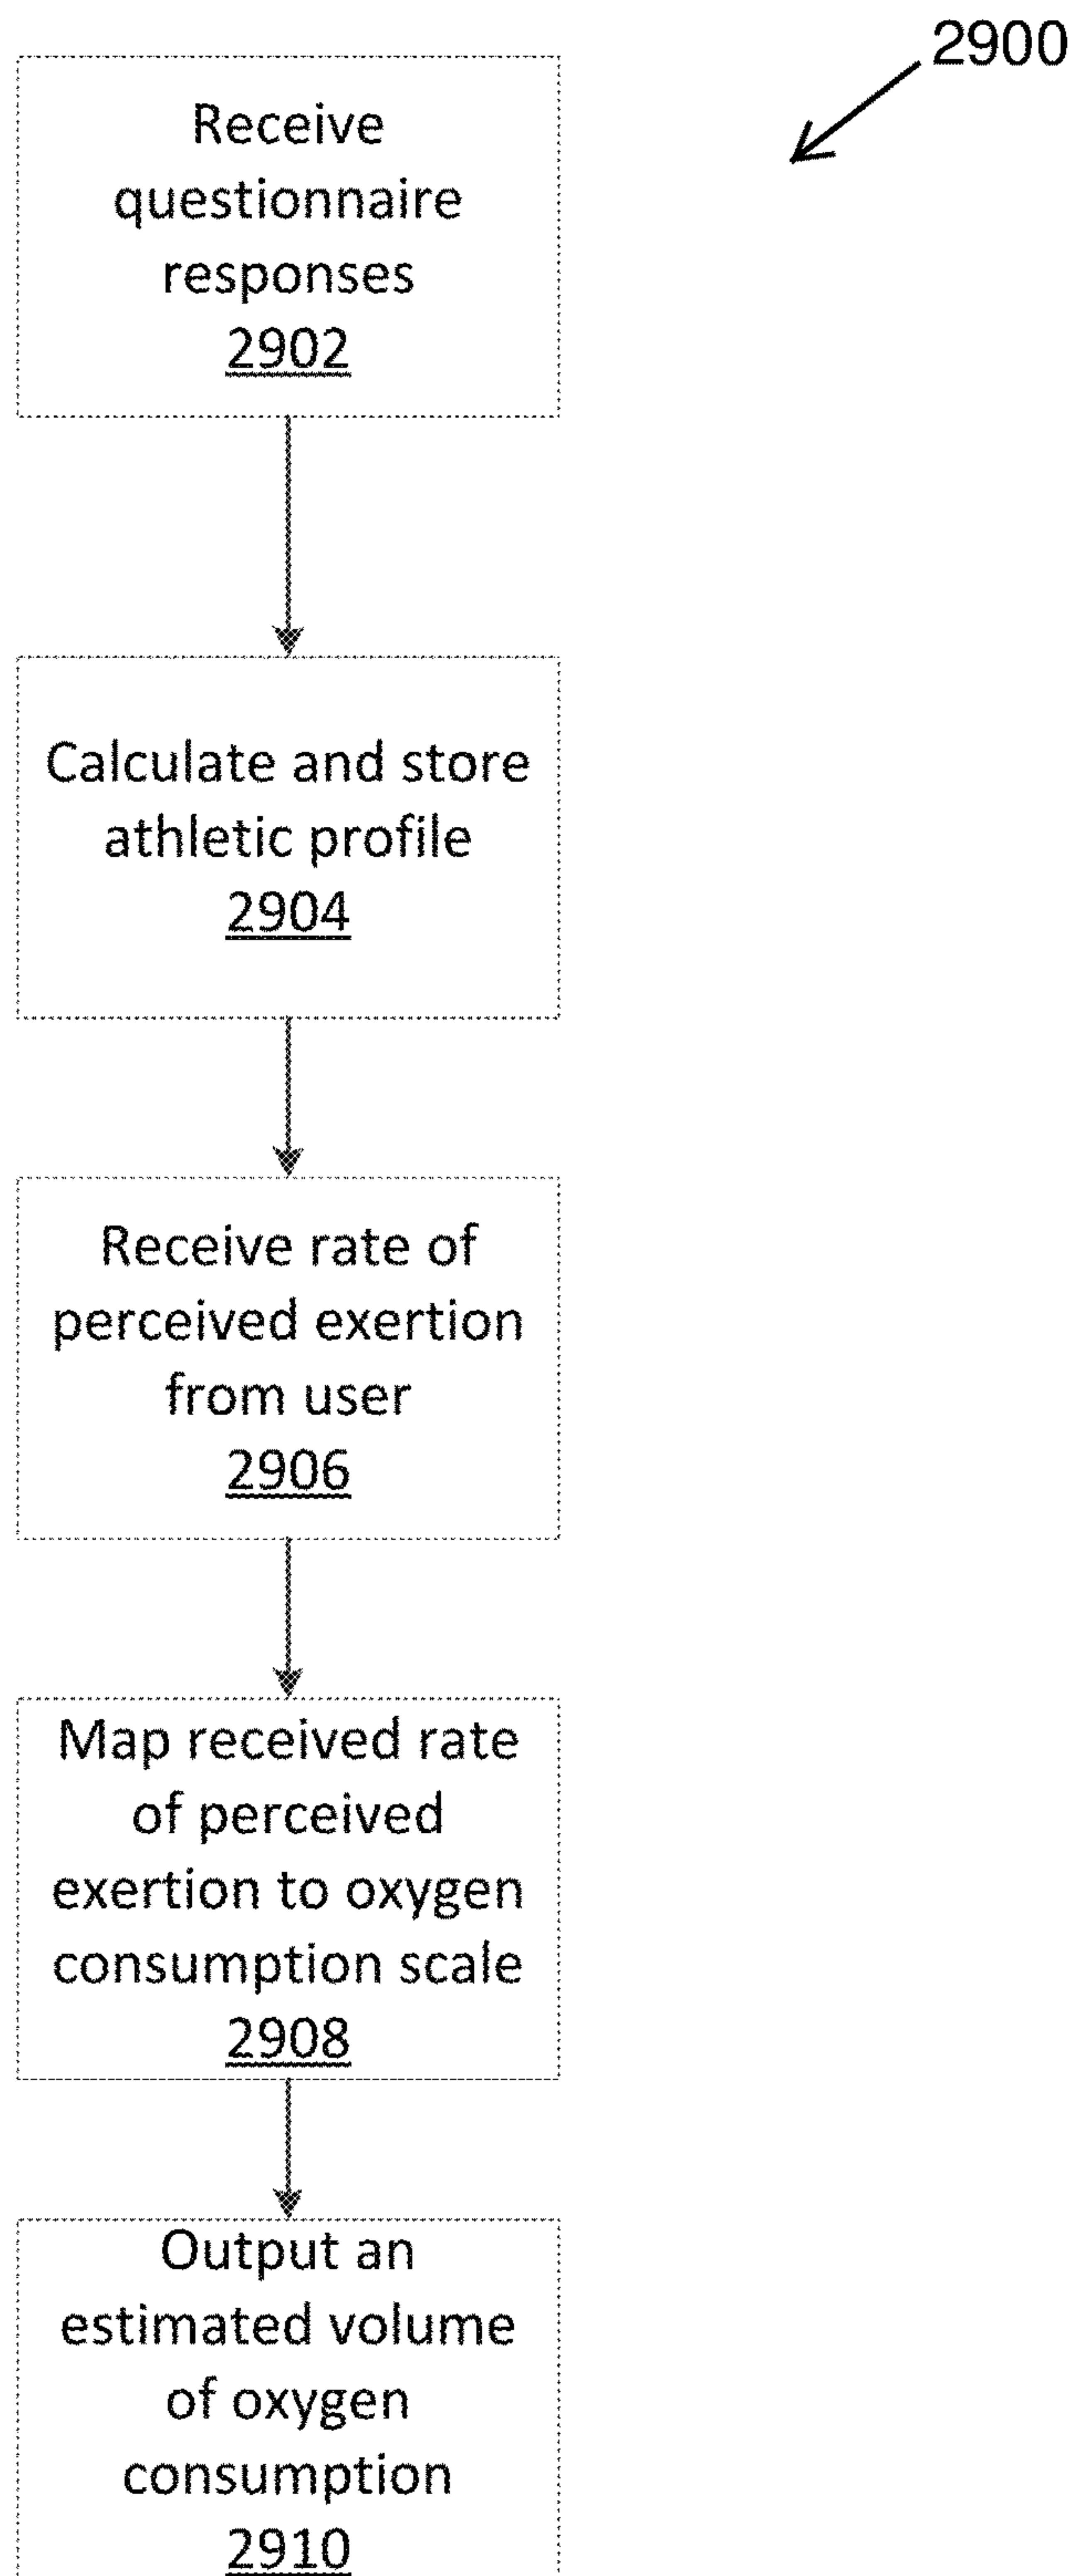 2900
Receive
questionnaire
responses
2902
Calculate and store
athletic profile
2904
Receive rate of
perceived exertion
from user
2906
Map received rate
of perceived
exertion to oxygen
consumption scale
2908
Output an
estimated volume
of oxygen
consumption
2910